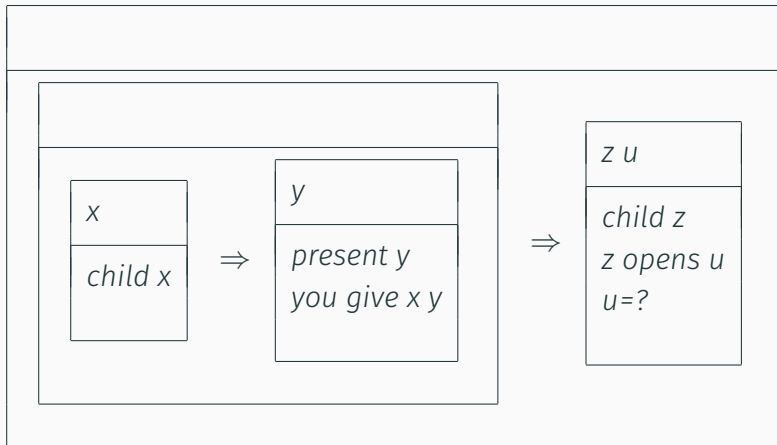 x
child x
⇒
y
present y
you give x y
⇒
z u
child z
z opens u
u=?